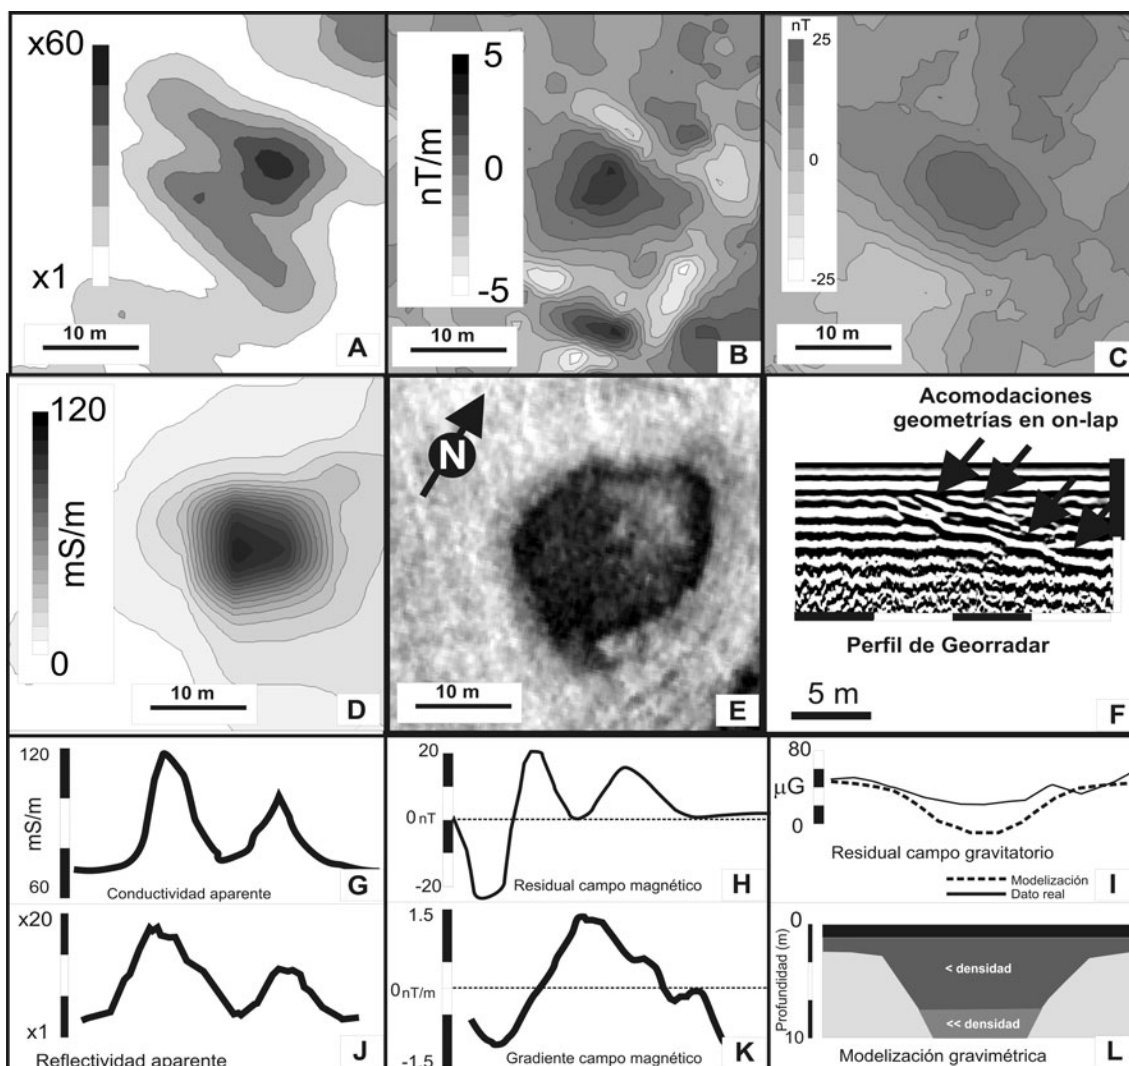 x60
x1
10 m
A
5
0
-5
nT/m
10 m
B
nT
25
0
-25
10 m
C
120
0
mS/m
10 m
D
N
10 m
E
Acomodaciones
geometrías en on-lap
Perfil de Georradar
5 m
F
120
mS/m
60
Conductividad aparente
G
20
0 nT
-20
Residual campo magnético
H
80
μG
0
Residual campo gravitatorio
Modelización
Dato real
I
x20
x1
Reflectividad aparente
J
1.5
0 nT/m
-1.5
Gradiente campo magnético
K
0
Profundidad (m)
10
< densidad
<< densidad
Modelización gravimétrica
L